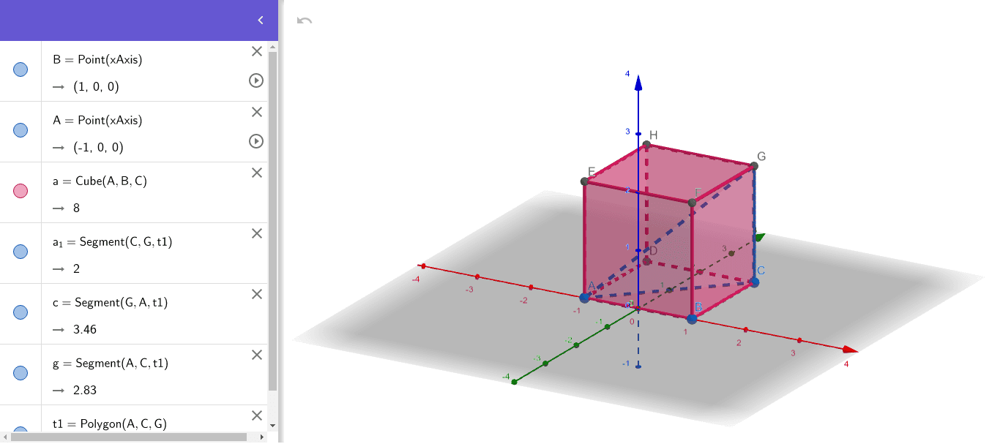 B = Point(xAxis)
→ (1, 0, 0)
A = Point(xAxis)
→ (-1, 0, 0)
a = Cube(A, B, C)
→ 8
a₁ = Segment(C, G, t1)
→ 2
c = Segment(G, A, t1)
→ 3.46
g = Segment(A, C, t1)
→ 2.83
t1 = Polygon(A, C, G)
4
3
2
1
-1
H
G
E
F
D
C
A
B
-4
-3
-2
-1
0
1
2
3
4
-4
-3
-2
-1
1
3